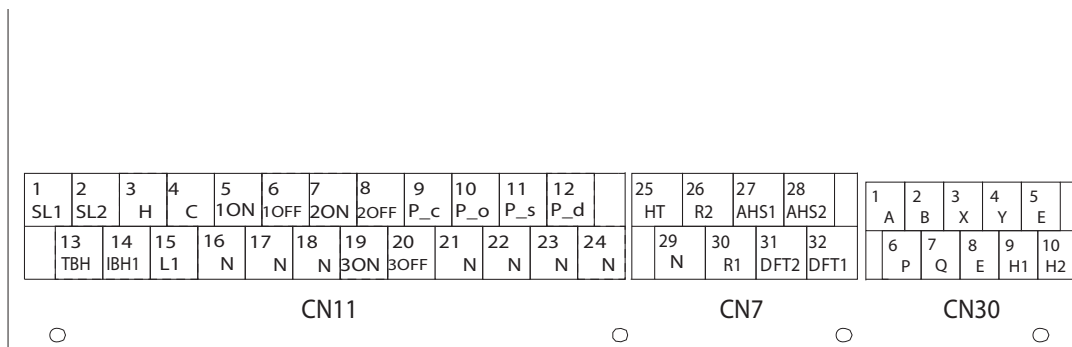 1 2 3 4 5 6 7 8 9 10 11 12
SL1 SL2 H C 1ON 1OFF 2ON 2OFF P_c P_o P_s P_d
13 14 15 16 17 18 19 20 21 22 23 24
TBH IBH1 L1 N N N 3ON 3OFF N N N N
CN11
25 26 27 28
HT R2 AHS1 AHS2
29 30 31 32
N R1 DFT2 DFT1
CN7
1 2 3 4 5
A B X Y E
6 7 8 9 10
P Q E H1 H2
CN30